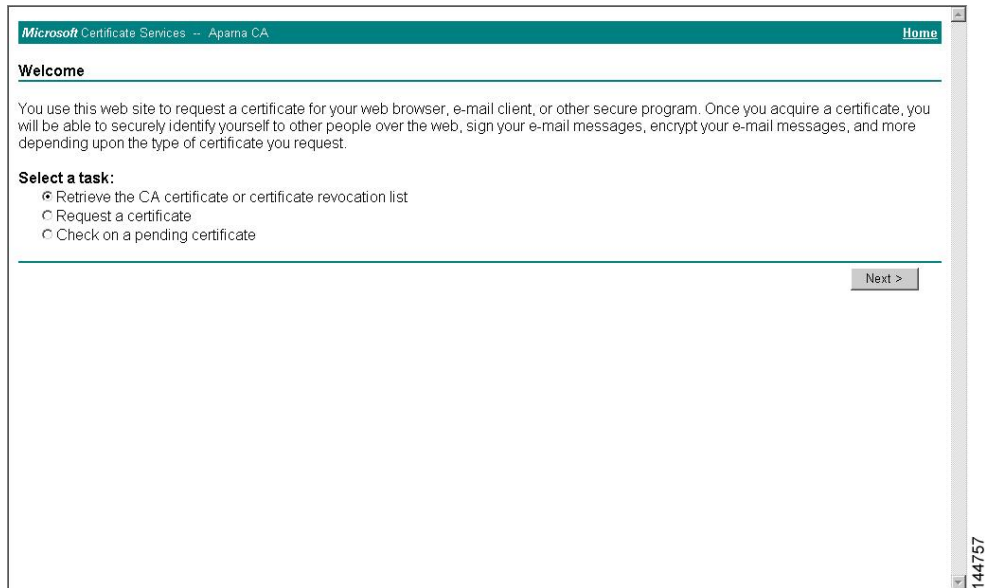 Microsoft Certificate Services -- Aparna CA Home
Welcome
You use this web site to request a certificate for your web browser, e-mail client, or other secure program. Once you acquire a certificate, you
will be able to securely identify yourself to other people over the web, sign your e-mail messages, encrypt your e-mail messages, and more
depending upon the type of certificate you request.
Select a task:
Retrieve the CA certificate or certificate revocation list
Request a certificate
Check on a pending certificate
Next >
144757